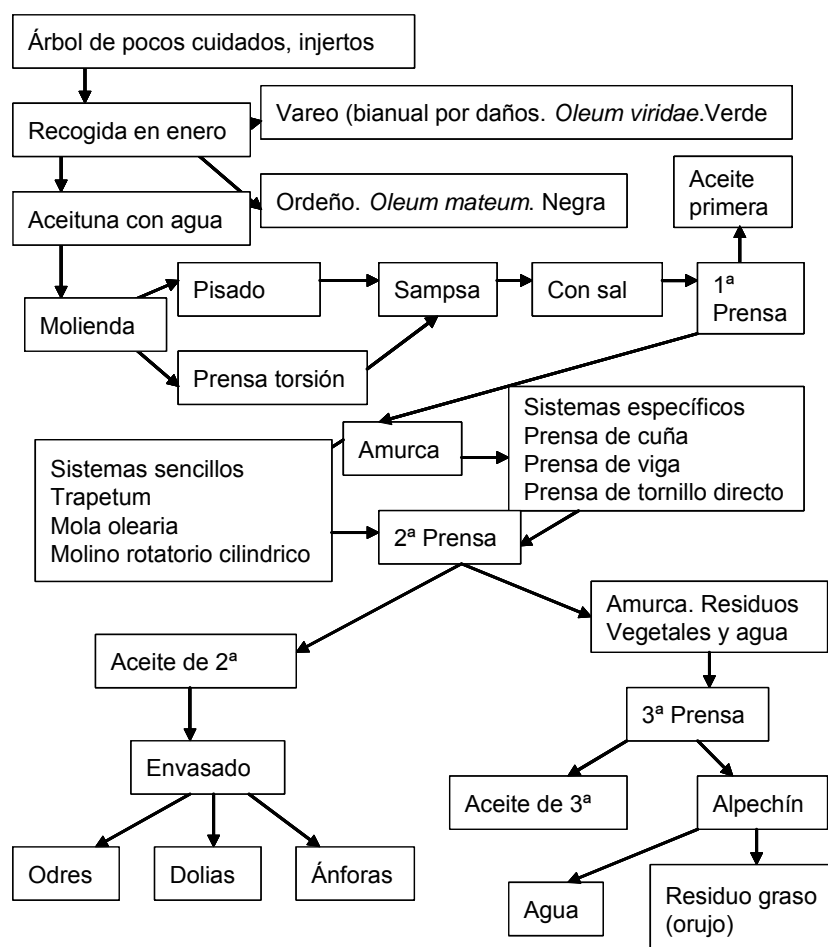 Árbol de pocos cuidados, injertos
Recogida en enero
Vareo (bianual por daños. Oleum viridae.Verde
Ordeño. Oleum mateum. Negra
Aceituna con agua
Aceite
primera
Molienda
Pisado
Prensa torsión
Sampsa
Con sal
1ª
Prensa
Amurca
Sistemas sencillos
Trapetum
Mola olearia
Molino rotatorio cilindrico
Sistemas específicos
Prensa de cuña
Prensa de viga
Prensa de tornillo directo
2ª Prensa
Aceite de 2ª
Amurca. Residuos
Vegetales y agua
Envasado
3ª Prensa
Odres
Dolias
Ánforas
Aceite de 3ª
Alpechín
Agua
Residuo graso
(orujo)